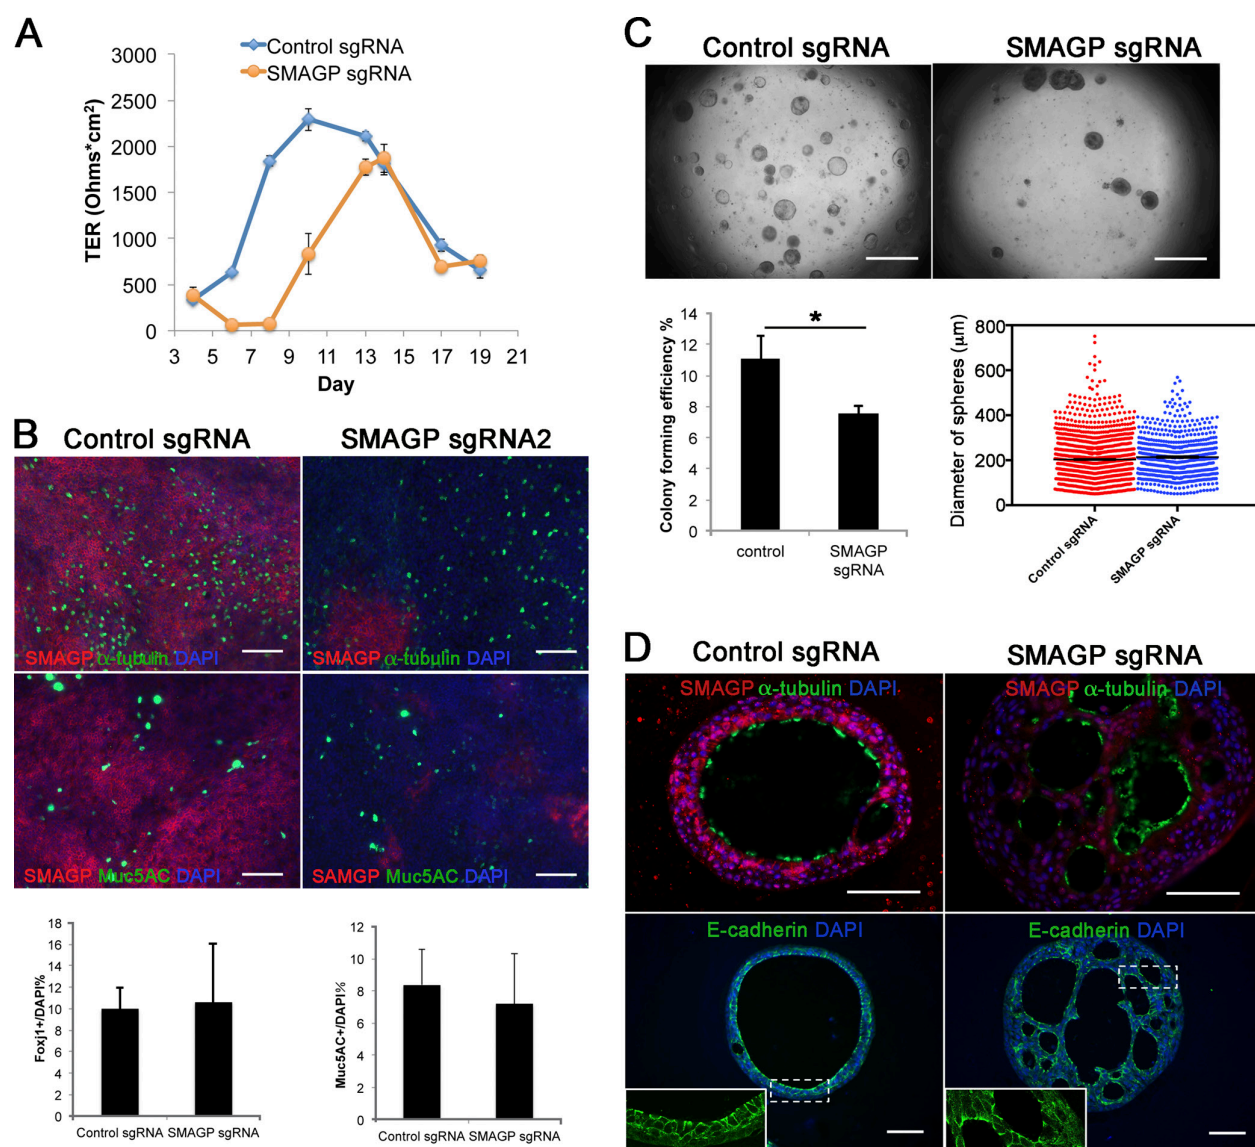 A
Control sgRNA
SMAGP sgRNA
TER (Ohms*cm²)
3000
2500
2000
1500
1000
500
0
3 5 7 9 11 13 15 17 19 21
Day
B
Control sgRNA SMAGP sgRNA2
SMAGP α-tubulin DAPI
SMAGP α-tubulin DAPI
SMAGP Muc5AC DAPI
SAMGP Muc5AC DAPI
Foxj1+/DAPI%
18
16
14
12
10
8
6
4
2
0
Control sgRNA SMAGP sgRNA
Muc5AC+/DAPI%
12
10
8
6
4
2
0
Control sgRNA SMAGP sgRNA
C
Control sgRNA SMAGP sgRNA
Colony forming efficiency %
14
12
10
8
6
4
2
0
*
control
SMAGP
sgRNA
Diameter of spheres (μm)
800
600
400
200
0
Control sgRNA
SMAGP sgRNA
D
Control sgRNA SMAGP sgRNA
SMAGP α-tubulin DAPI
SMAGP α-tubulin DAPI
E-cadherin DAPI
E-cadherin DAPI